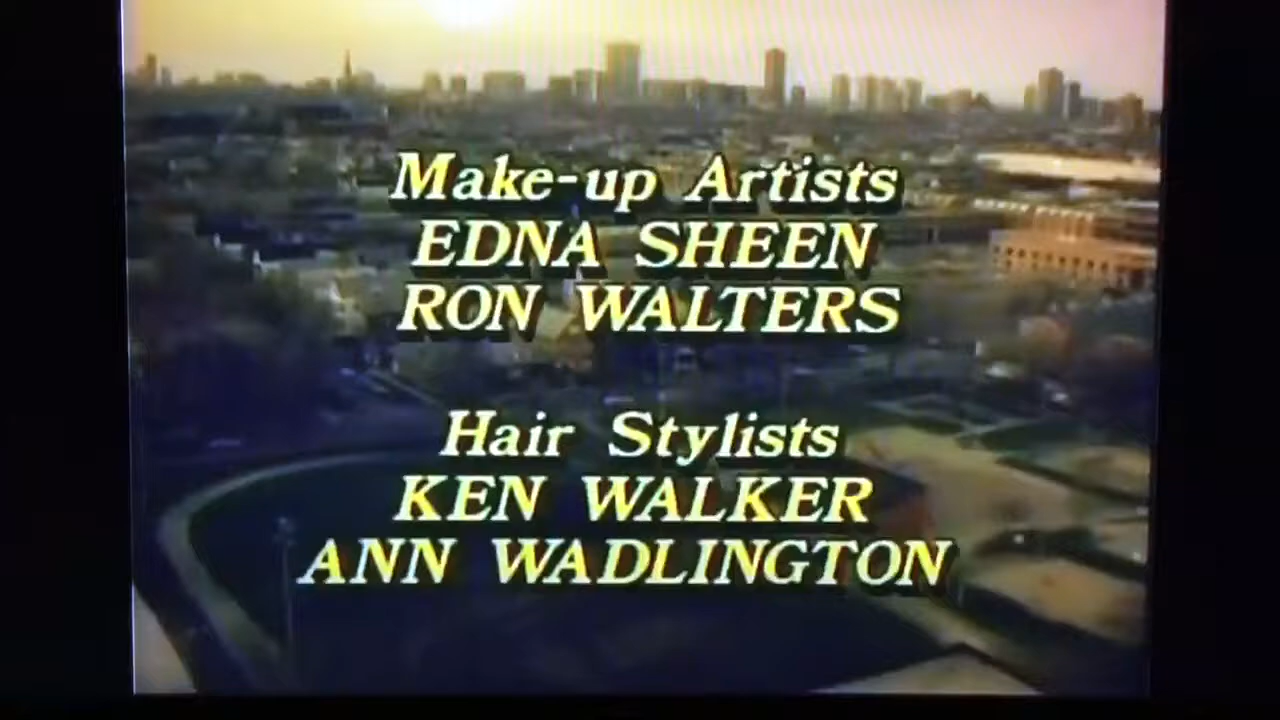 Make-up Artists
EDNA SHEEN
RON WALTERS
Hair Stylists
KEN WALKER
ANN WADLINGTON